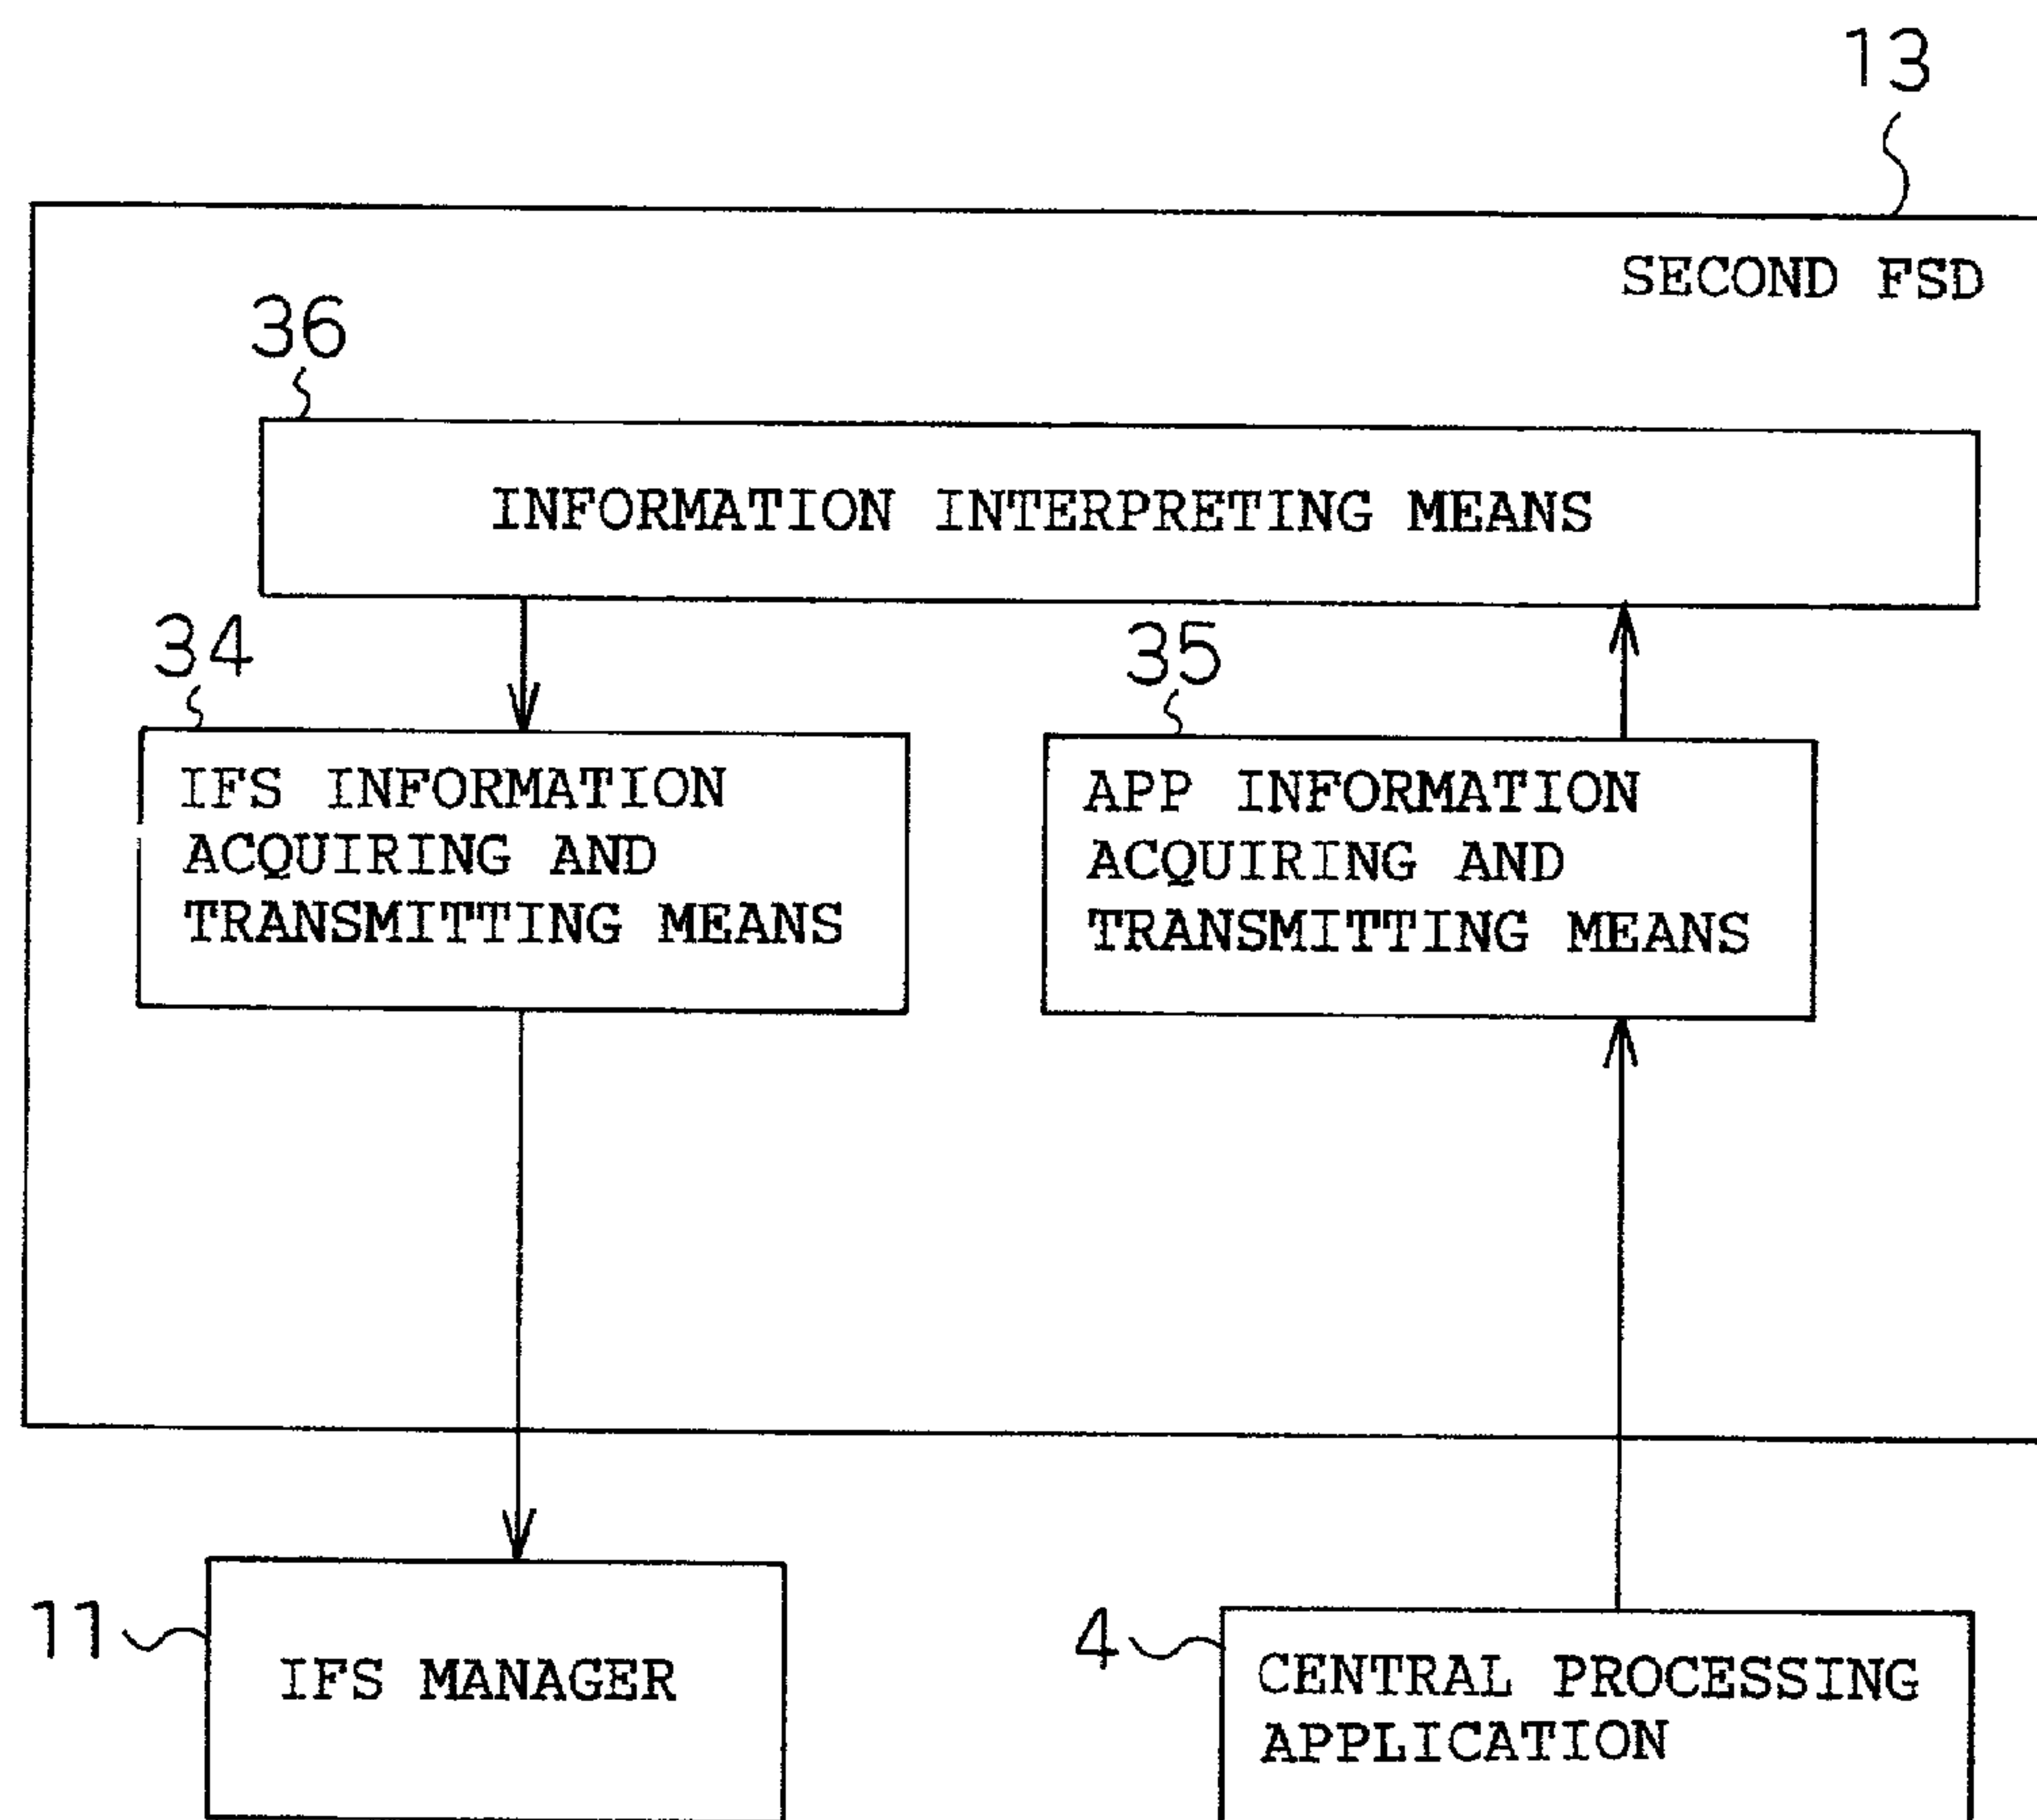 13
SECOND FSD
36
INFORMATION INTERPRETING MEANS
34
35
IFS INFORMATION
ACQUIRING AND
TRANSMITTING MEANS
APP INFORMATION
ACQUIRING AND
TRANSMITTING MEANS
11
IFS MANAGER
4
CENTRAL PROCESSING
APPLICATION